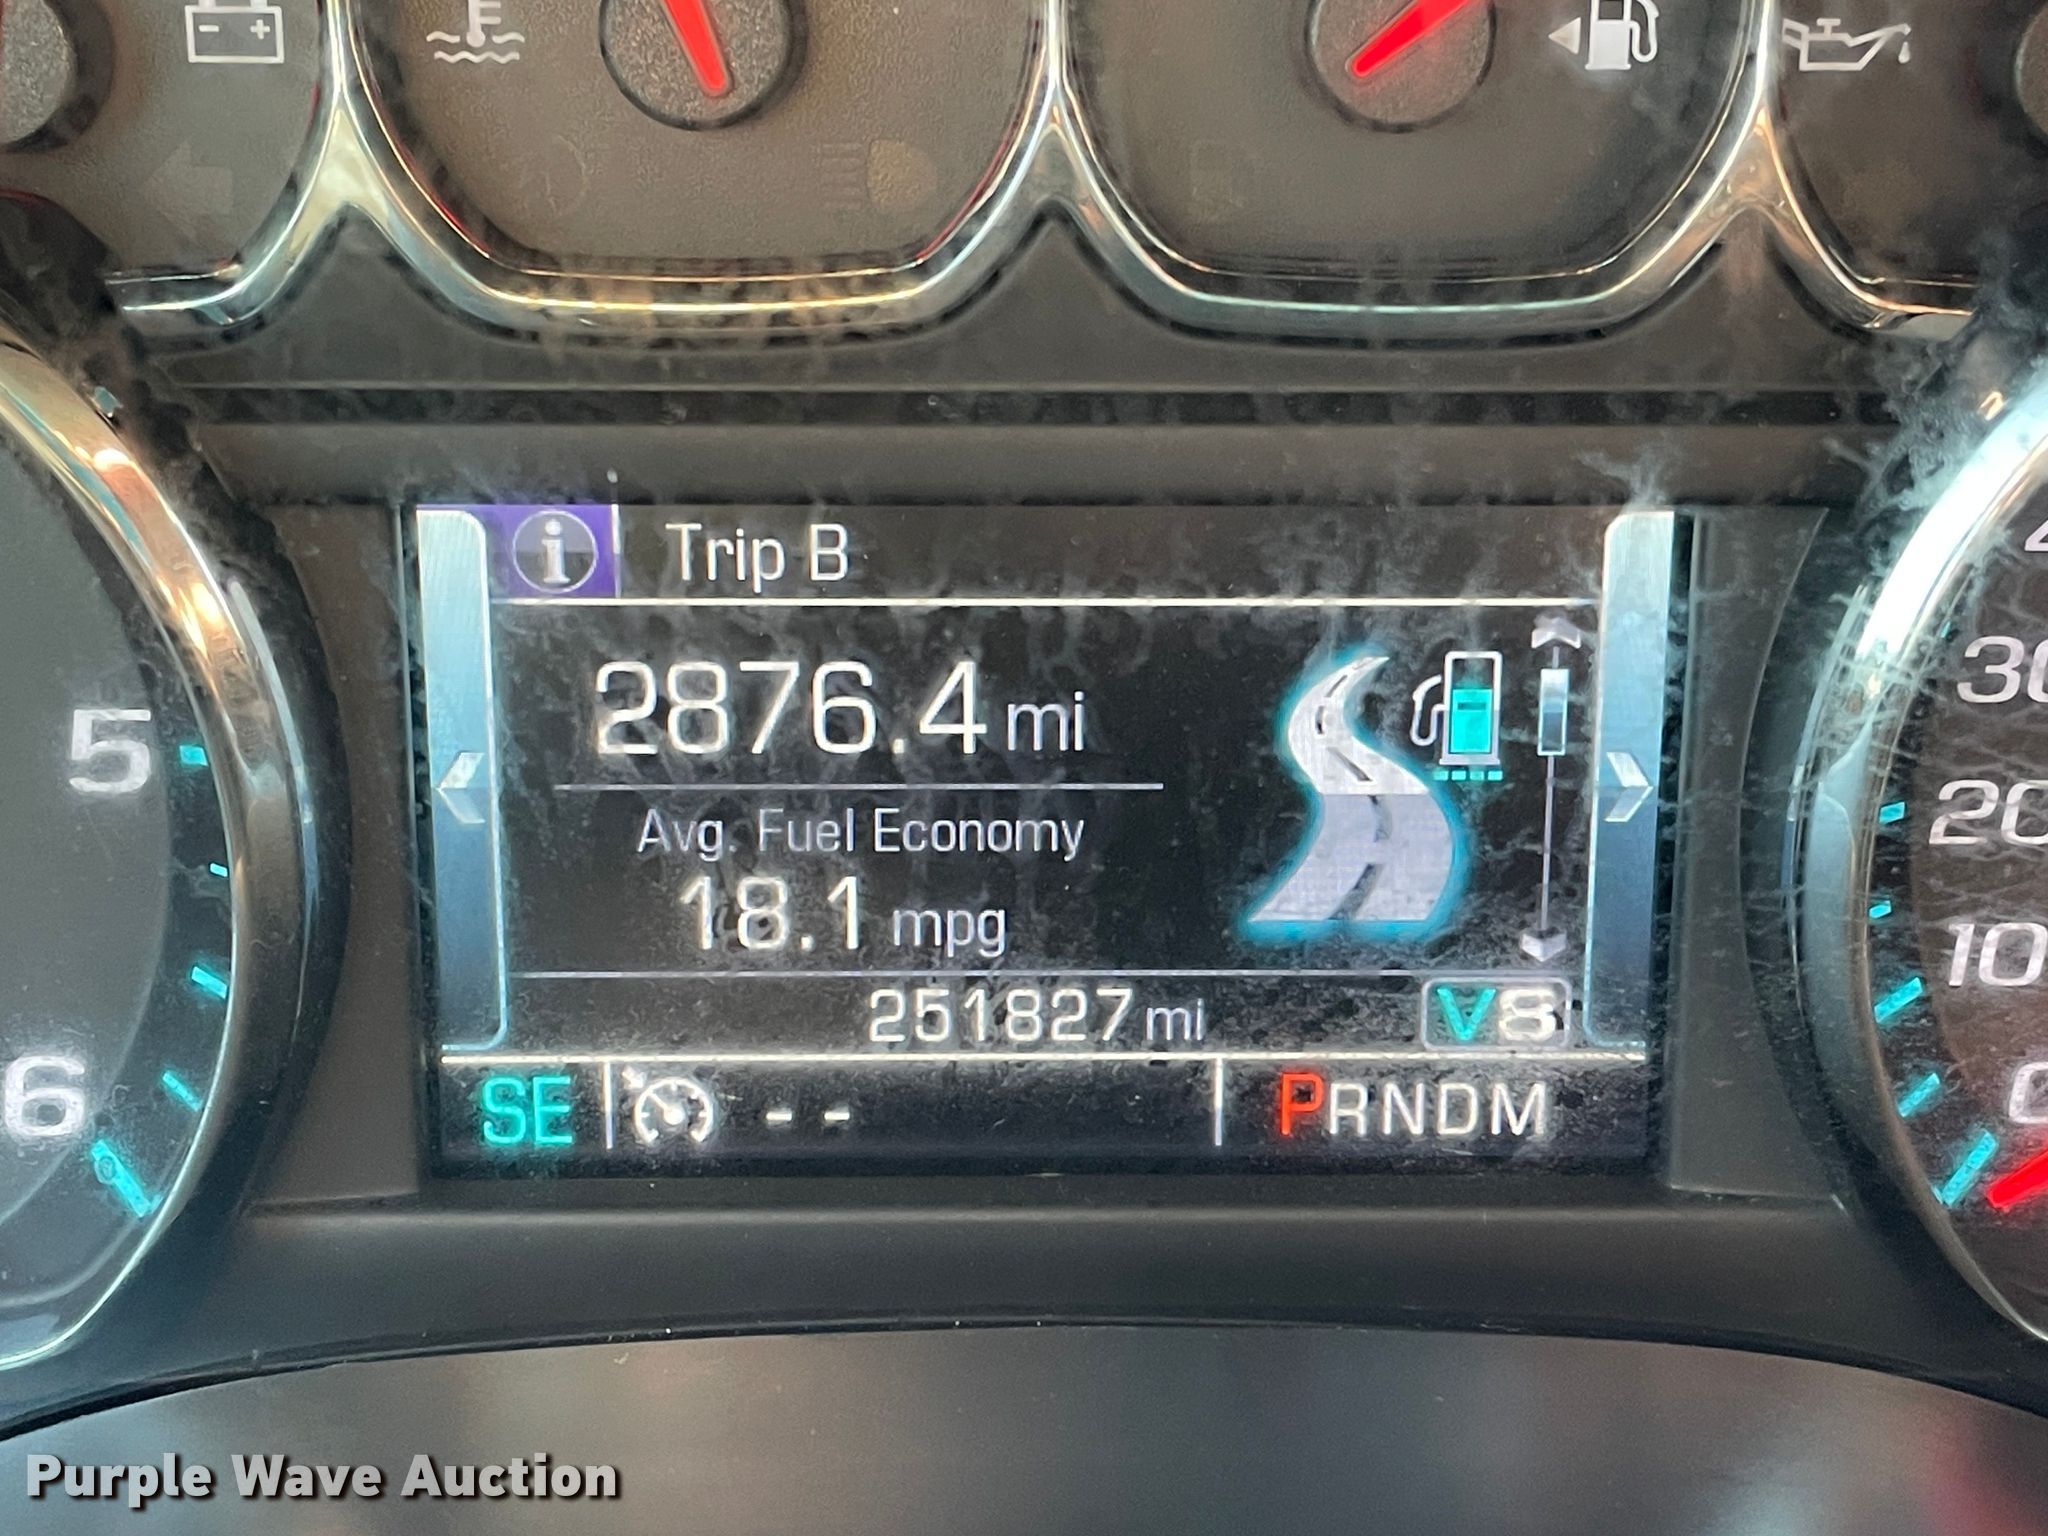 Trip B
2876.4 mi
Avg. Fuel Economy
18.1 mpg
251827 mi V8
SE -- PRNDM
5
6
30
20
10
0
Purple Wave Auction